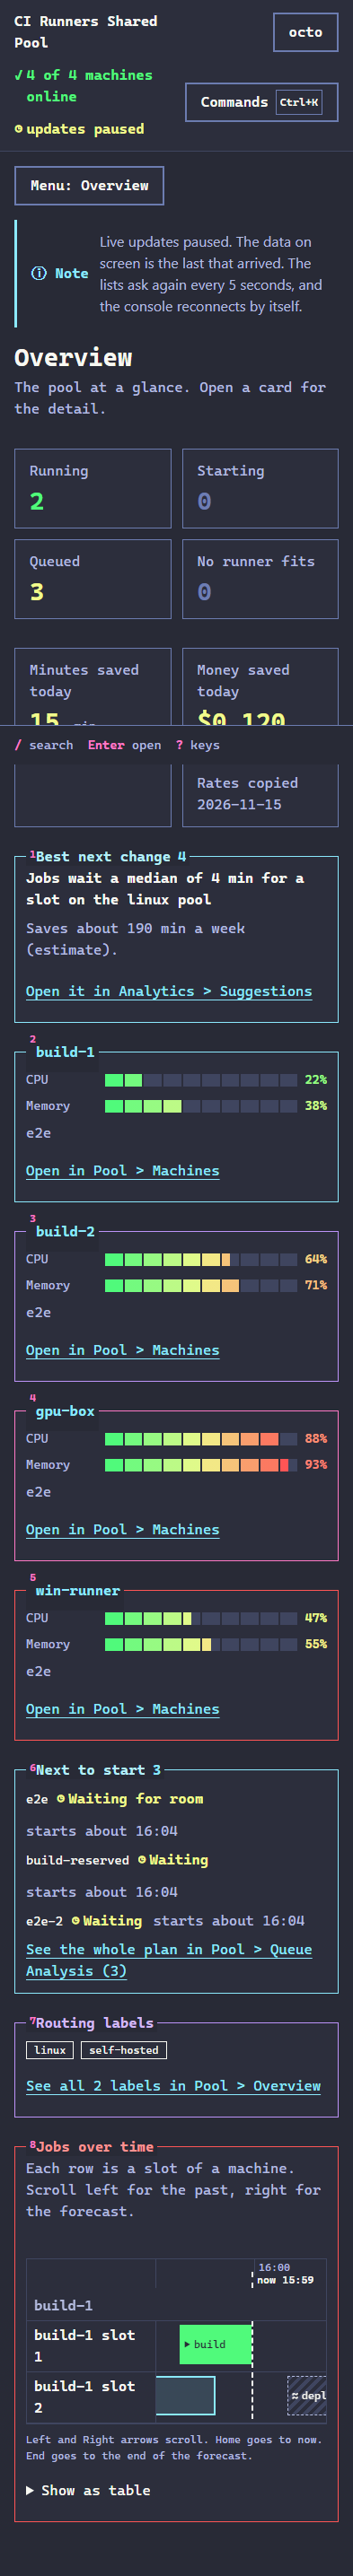 CI Runners Shared
Pool
octo
✓ 4 of 4 machines
online
Commands Ctrl+K
updates paused
Menu: Overview
Note
Live updates paused. The data on
screen is the last that arrived. The
lists ask again every 5 seconds, and
the console reconnects by itself.
Overview
The pool at a glance. Open a card for
the detail.
Running
2
Starting
0
Queued
3
No runner fits
0
Minutes saved
today
15
Money saved
today
$0.120
/ search Enter open ? keys
Rates copied
2026-11-15
1 Best next change 4
Jobs wait a median of 4 min for a
slot on the linux pool
Saves about 190 min a week
(estimate).
Open it in Analytics > Suggestions
2
build-1
CPU 22%
Memory 38%
e2e
Open in Pool > Machines
3
build-2
CPU 64%
Memory 71%
e2e
Open in Pool > Machines
4
gpu-box
CPU 88%
Memory 93%
e2e
Open in Pool > Machines
5
win-runner
CPU 47%
Memory 55%
e2e
Open in Pool > Machines
6 Next to start 3
e2e Waiting for room
starts about 16:04
build-reserved Waiting
starts about 16:04
e2e-2 Waiting starts about 16:04
See the whole plan in Pool > Queue
Analysis (3)
7 Routing labels
linux self-hosted
See all 2 labels in Pool > Overview
8 Jobs over time
Each row is a slot of a machine.
Scroll left for the past, right for
the forecast.
16:00
now 15:59
build-1
build-1 slot
1
build
build-1 slot
2
depl
Left and Right arrows scroll. Home goes to now.
End goes to the end of the forecast.
▶ Show as table